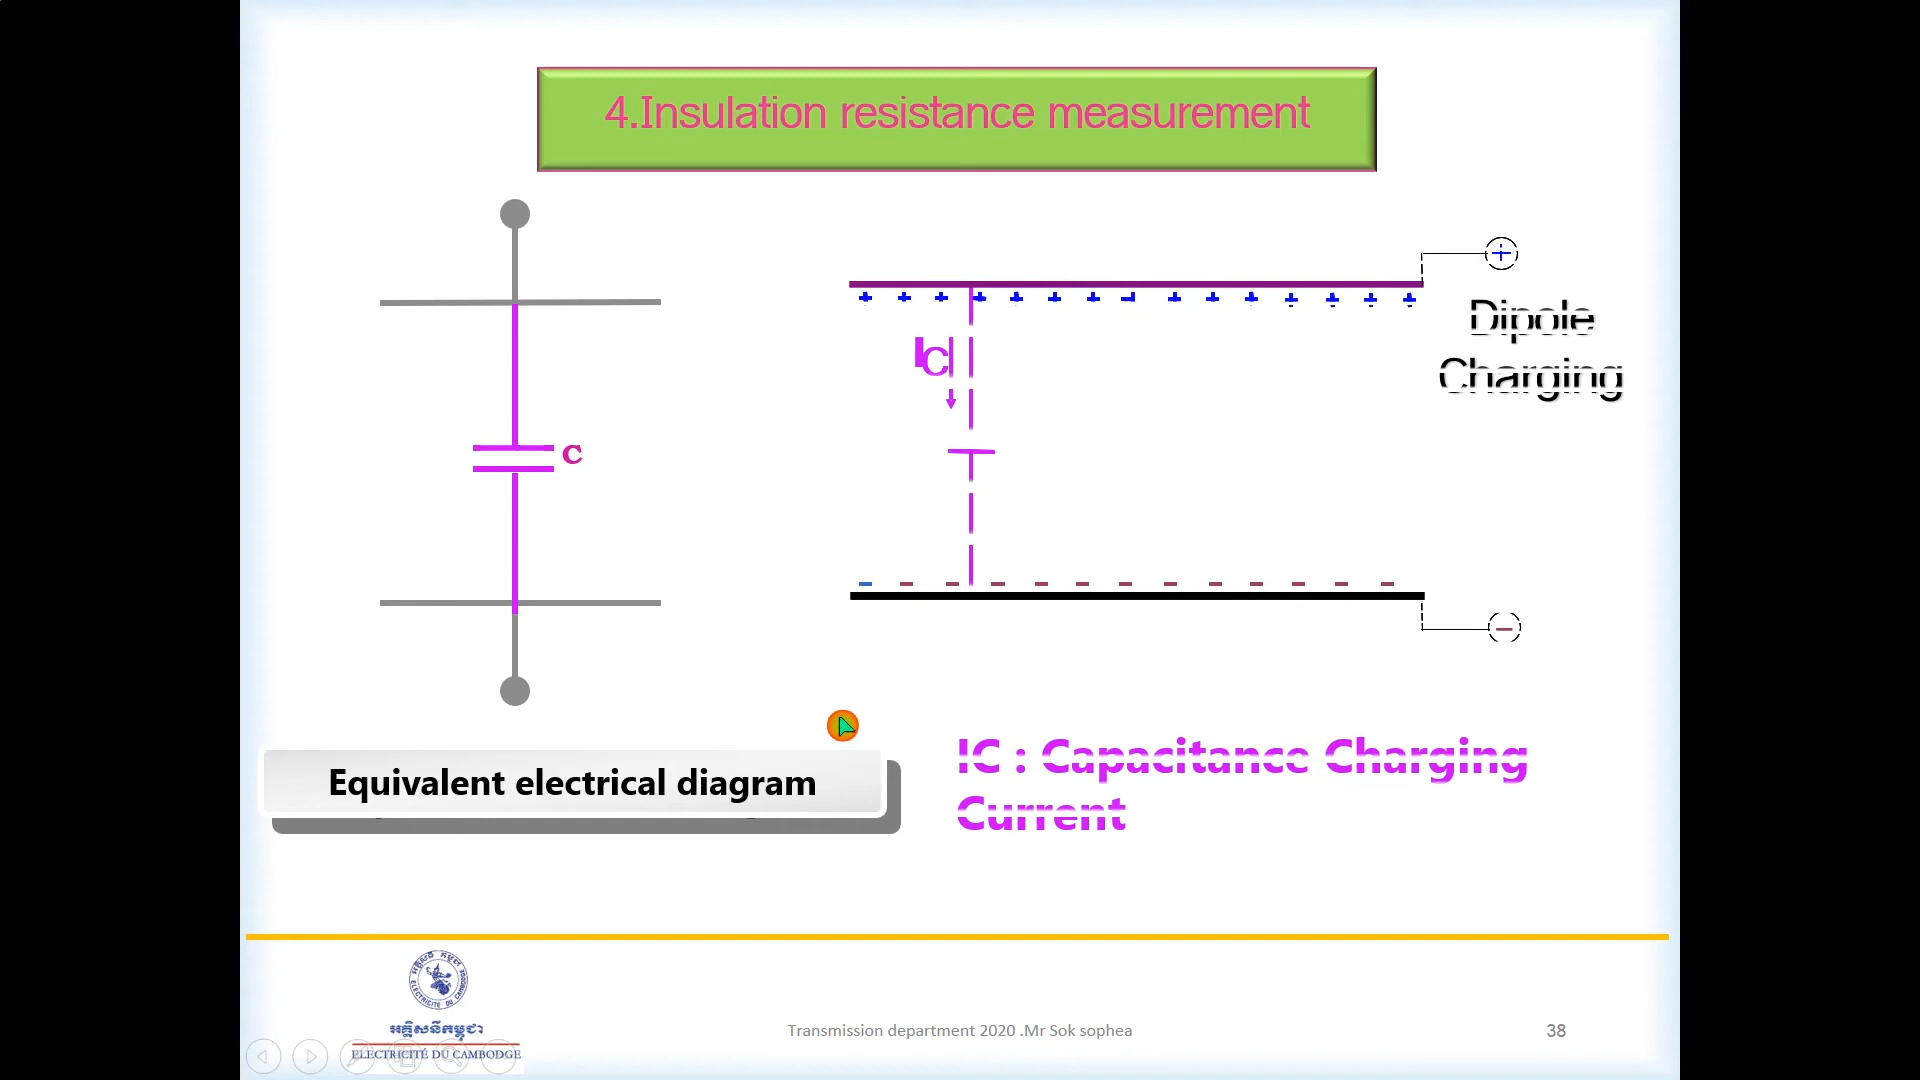 4.Insulation resistance measurement
Dipole
Charging
IC
C
IC : Capacitance Charging
Current
Equivalent electrical diagram
អគ្គិសនីកម្ពុជា
ELECTRICITÉ DU CAMBODGE
Transmission department 2020 .Mr Sok sophea
38